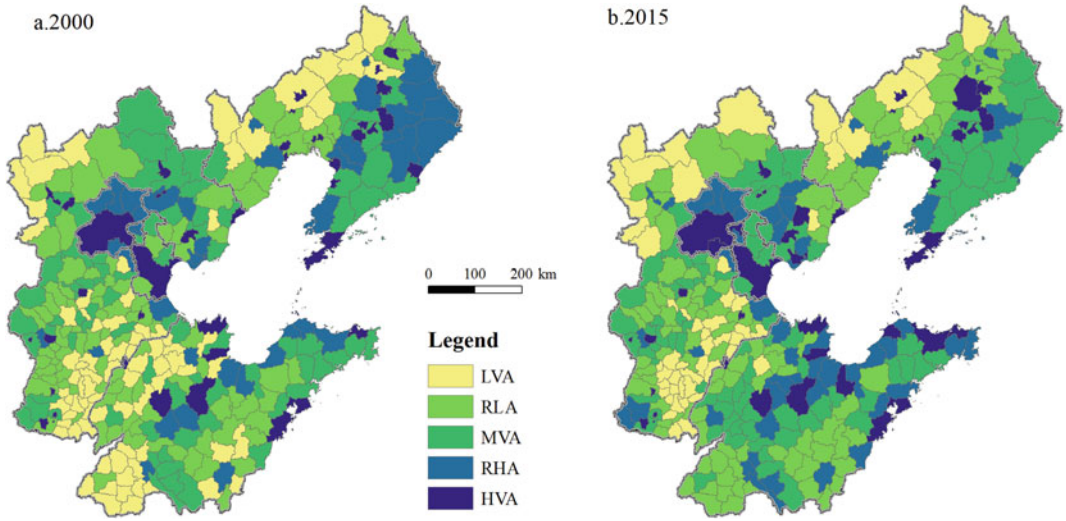 a.2000
b.2015
0 100 200 km
Legend
LVA
RLA
MVA
RHA
HVA